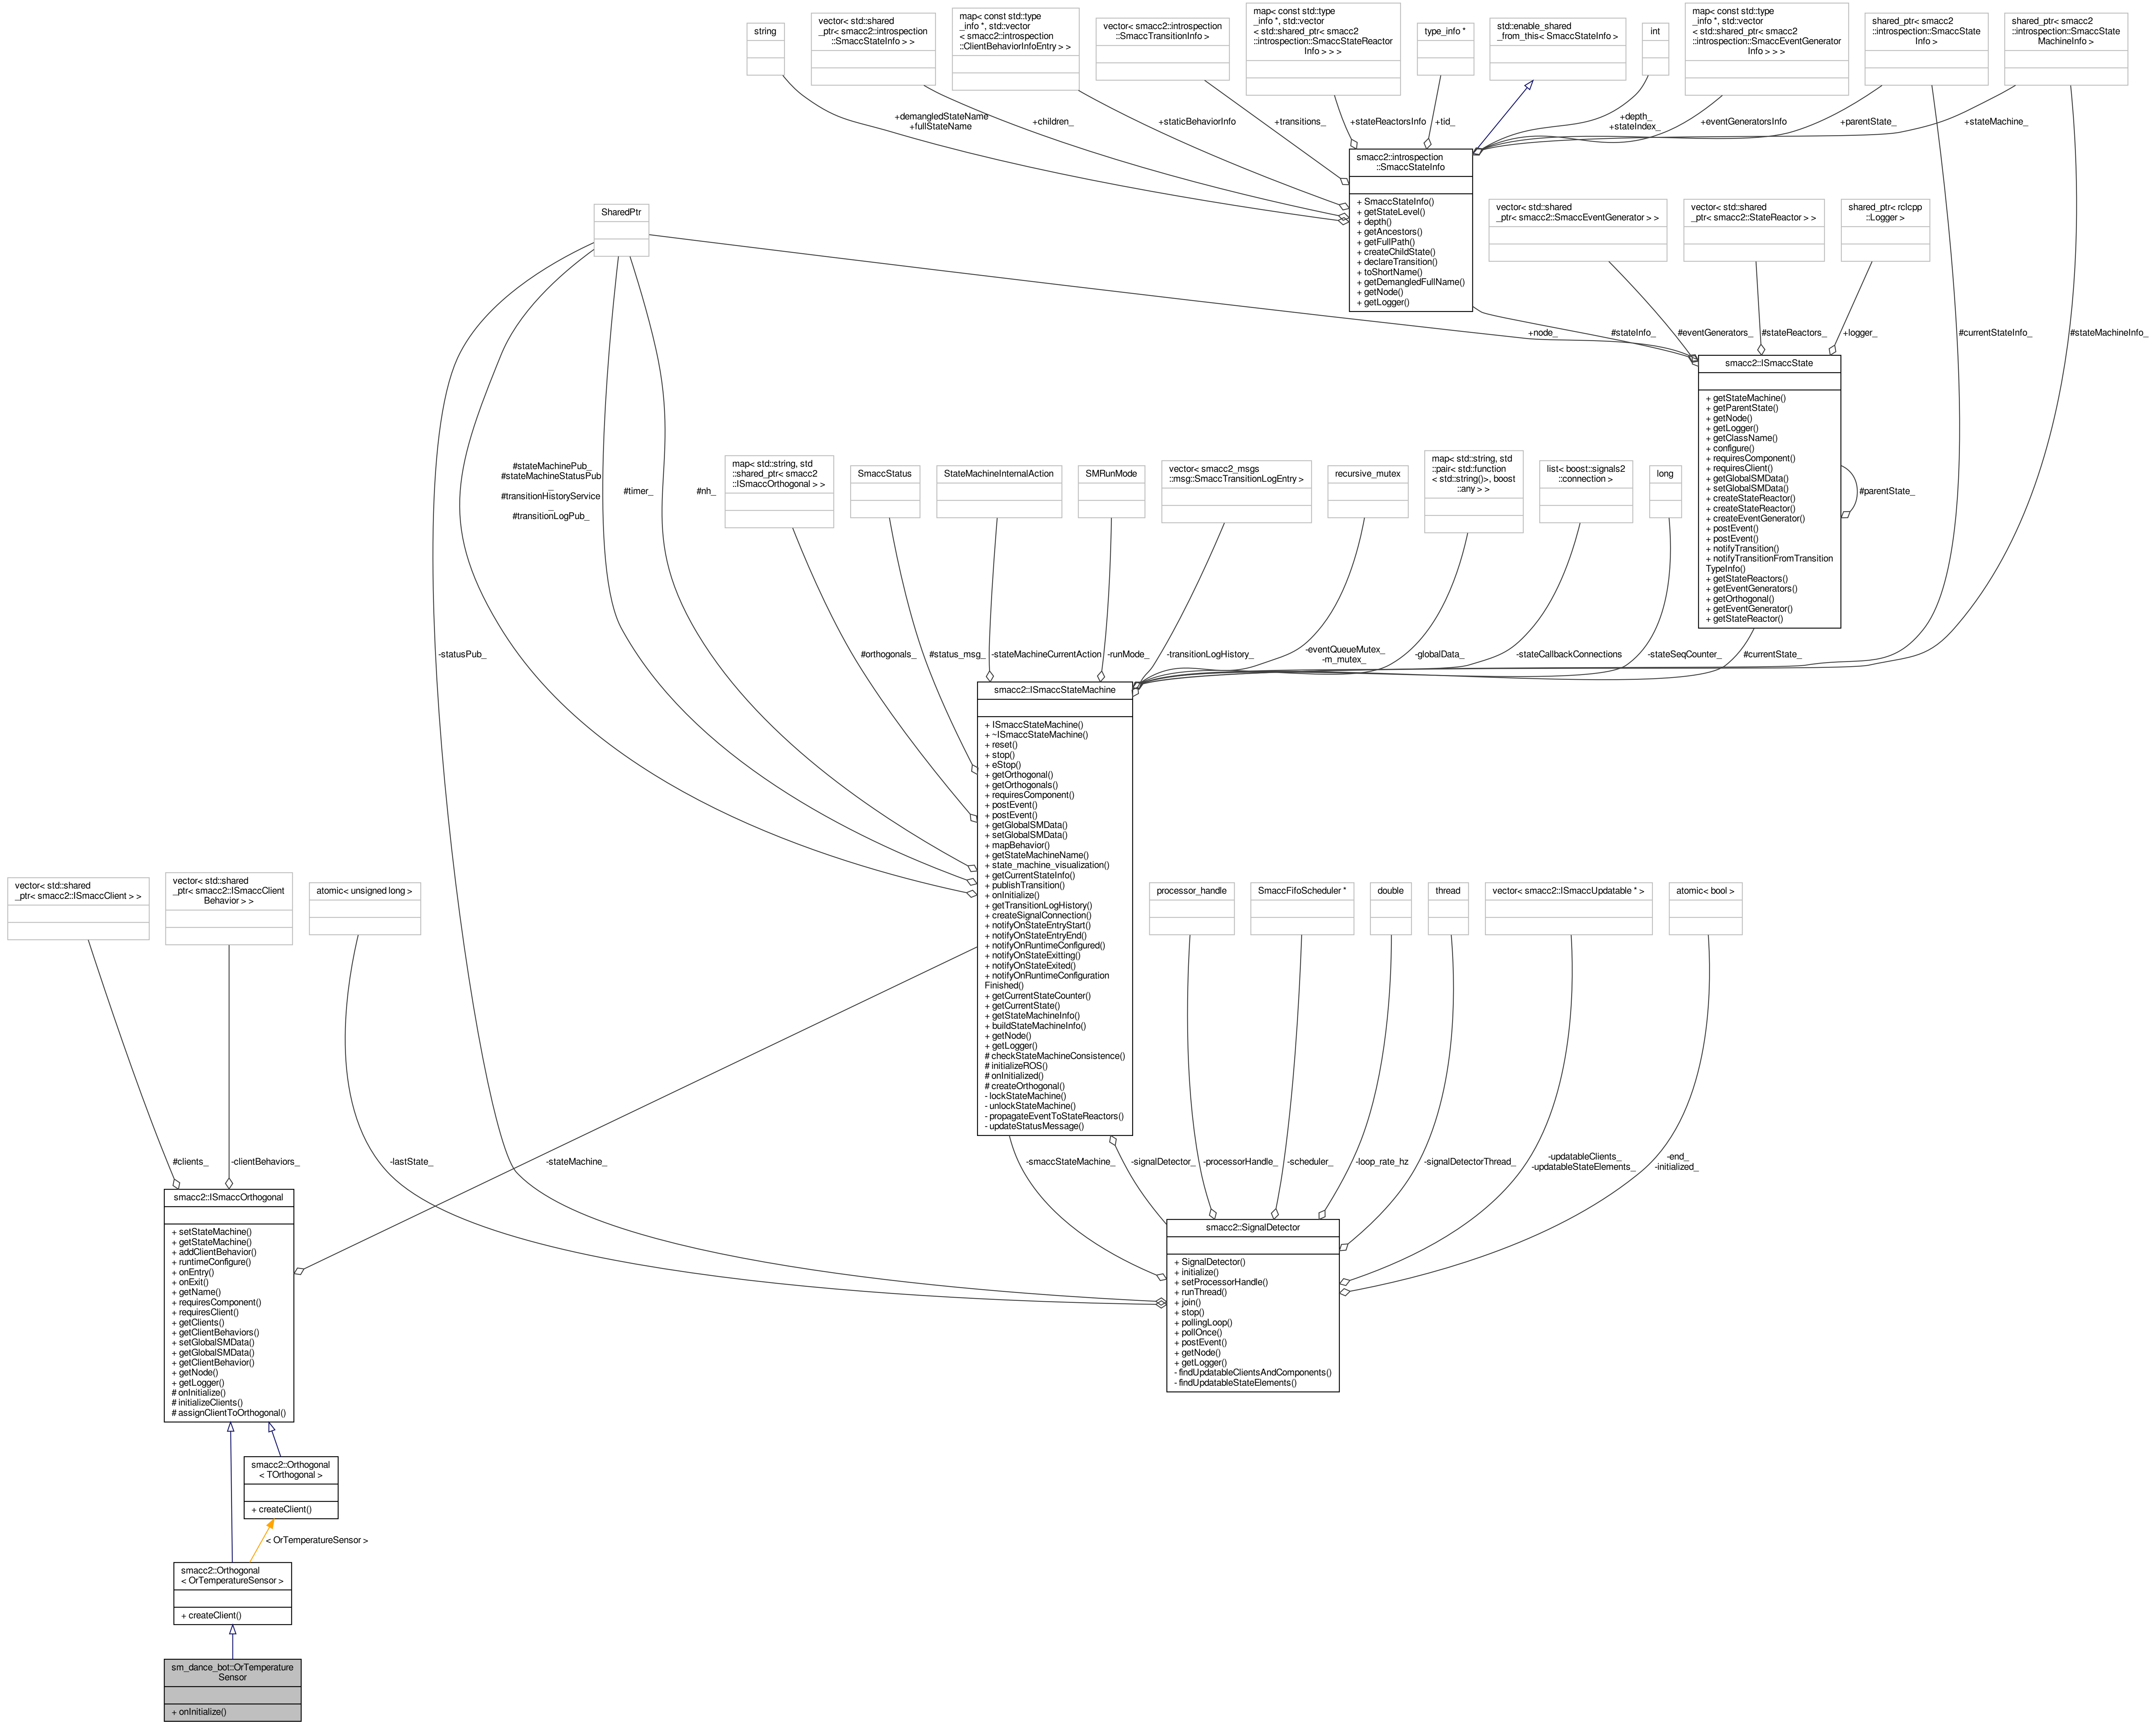 string
vector< std::shared
_ptr< smacc2::introspection
::SmaccStateInfo > >
map< const std::type
_info *, std::vector
< smacc2::introspection
::ClientBehaviorInfoEntry > >
vector< smacc2::introspection
::SmaccTransitionInfo >
map< const std::type
_info *, std::vector
< std::shared_ptr< smacc2
::introspection::SmaccStateReactor
Info > > >
type_info *
std::enable_shared
_from_this< SmaccStateInfo >
int
map< const std::type
_info *, std::vector
< std::shared_ptr< smacc2
::introspection::SmaccEventGenerator
Info > > >
shared_ptr< smacc2
::introspection::SmaccState
Info >
shared_ptr< smacc2
::introspection::SmaccState
MachineInfo >
+demangledStateName
+fullStateName
+children_
+staticBehaviorInfo
+transitions_
+stateReactorsInfo
+tid_
+depth_
+stateIndex_
+eventGeneratorsInfo
+parentState_
+stateMachine_
smacc2::introspection
::SmaccStateInfo
+ SmaccStateInfo()
+ getStateLevel()
+ depth()
+ getAncestors()
+ getFullPath()
+ createChildState()
+ declareTransition()
+ toShortName()
+ getDemangledFullName()
+ getNode()
+ getLogger()
SharedPtr
vector< std::shared
_ptr< smacc2::SmaccEventGenerator > >
vector< std::shared
_ptr< smacc2::StateReactor > >
shared_ptr< rclcpp
::Logger >
+node_
#stateInfo_
#eventGenerators_
#stateReactors_
+logger_
#currentStateInfo_
#stateMachineInfo_
smacc2::ISmaccState
+ getStateMachine()
+ getParentState()
+ getNode()
+ getLogger()
+ getClassName()
+ configure()
+ requiresComponent()
+ requiresClient()
+ getGlobalSMData()
+ setGlobalSMData()
+ createStateReactor()
+ createStateReactor()
+ createEventGenerator()
+ postEvent()
+ postEvent()
+ notifyTransition()
+ notifyTransitionFromTransition
TypeInfo()
+ getStateReactors()
+ getEventGenerators()
+ getOrthogonal()
+ getEventGenerator()
+ getStateReactor()
#parentState_
#stateMachinePub_
#stateMachineStatusPub
_
#transitionHistoryService
_
#transitionLogPub_
#timer_
#nh_
map< std::string, std
::shared_ptr< smacc2
::ISmaccOrthogonal > >
SmaccStatus
StateMachineInternalAction
SMRunMode
vector< smacc2_msgs
::msg::SmaccTransitionLogEntry >
recursive_mutex
map< std::string, std
::pair< std::function
< std::string()>, boost
::any > >
list< boost::signals2
::connection >
long
-statusPub_
#orthogonals_
#status_msg_
-stateMachineCurrentAction
-runMode_
-transitionLogHistory_
-eventQueueMutex_
-m_mutex_
-globalData_
-stateCallbackConnections
-stateSeqCounter_
#currentState_
smacc2::ISmaccStateMachine
+ ISmaccStateMachine()
+ ~ISmaccStateMachine()
+ reset()
+ stop()
+ eStop()
+ getOrthogonal()
+ getOrthogonals()
+ requiresComponent()
+ postEvent()
+ postEvent()
+ getGlobalSMData()
+ setGlobalSMData()
+ mapBehavior()
+ getStateMachineName()
+ state_machine_visualization()
+ getCurrentStateInfo()
+ publishTransition()
+ onInitialize()
+ getTransitionLogHistory()
+ createSignalConnection()
+ notifyOnStateEntryStart()
+ notifyOnStateEntryEnd()
+ notifyOnRuntimeConfigured()
+ notifyOnStateExitting()
+ notifyOnStateExited()
+ notifyOnRuntimeConfiguration
Finished()
+ getCurrentStateCounter()
+ getCurrentState()
+ getStateMachineInfo()
+ buildStateMachineInfo()
+ getNode()
+ getLogger()
# checkStateMachineConsistence()
# initializeROS()
# onInitialized()
# createOrthogonal()
- lockStateMachine()
- unlockStateMachine()
- propagateEventToStateReactors()
- updateStatusMessage()
vector< std::shared
_ptr< smacc2::ISmaccClient > >
vector< std::shared
_ptr< smacc2::ISmaccClient
Behavior > >
atomic< unsigned long >
processor_handle
SmaccFifoScheduler *
double
thread
vector< smacc2::ISmaccUpdatable * >
atomic< bool >
#clients_
-clientBehaviors_
-lastState_
-stateMachine_
-smaccStateMachine_
-signalDetector_
-processorHandle_
-scheduler_
-loop_rate_hz
-signalDetectorThread_
-updatableClients_
-updatableStateElements_
-end_
-initialized_
smacc2::ISmaccOrthogonal
+ setStateMachine()
+ getStateMachine()
+ addClientBehavior()
+ runtimeConfigure()
+ onEntry()
+ onExit()
+ getName()
+ requiresComponent()
+ requiresClient()
+ getClients()
+ getClientBehaviors()
+ setGlobalSMData()
+ getGlobalSMData()
+ getClientBehavior()
+ getNode()
+ getLogger()
# onInitialize()
# initializeClients()
# assignClientToOrthogonal()
smacc2::SignalDetector
+ SignalDetector()
+ initialize()
+ setProcessorHandle()
+ runThread()
+ join()
+ stop()
+ pollingLoop()
+ pollOnce()
+ postEvent()
+ getNode()
+ getLogger()
- findUpdatableClientsAndComponents()
- findUpdatableStateElements()
smacc2::Orthogonal
< TOrthogonal >
+ createClient()
< OrTemperatureSensor >
smacc2::Orthogonal
< OrTemperatureSensor >
+ createClient()
sm_dance_bot::OrTemperature
Sensor
+ onInitialize()